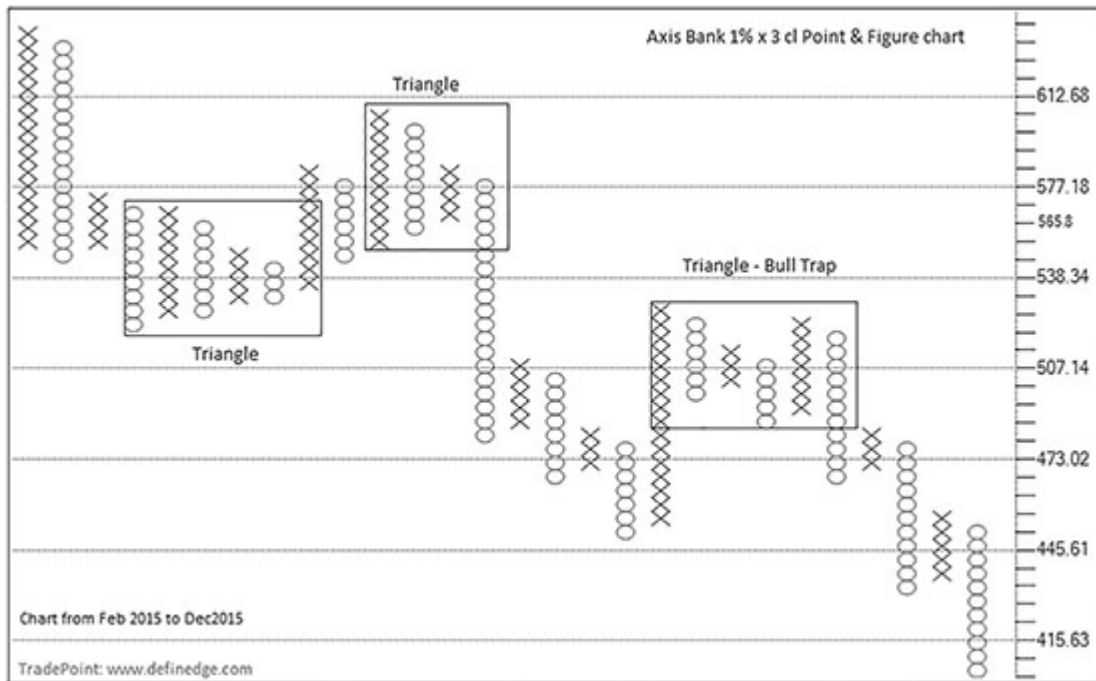 Axis Bank 1% x 3 cl Point & Figure chart
Triangle
612.68
577.18
565.8
Triangle - Bull Trap
538.34
Triangle
507.14
473.02
445.61
Chart from Feb 2015 to Dec2015
415.63
TradePoint: www.definedge.com